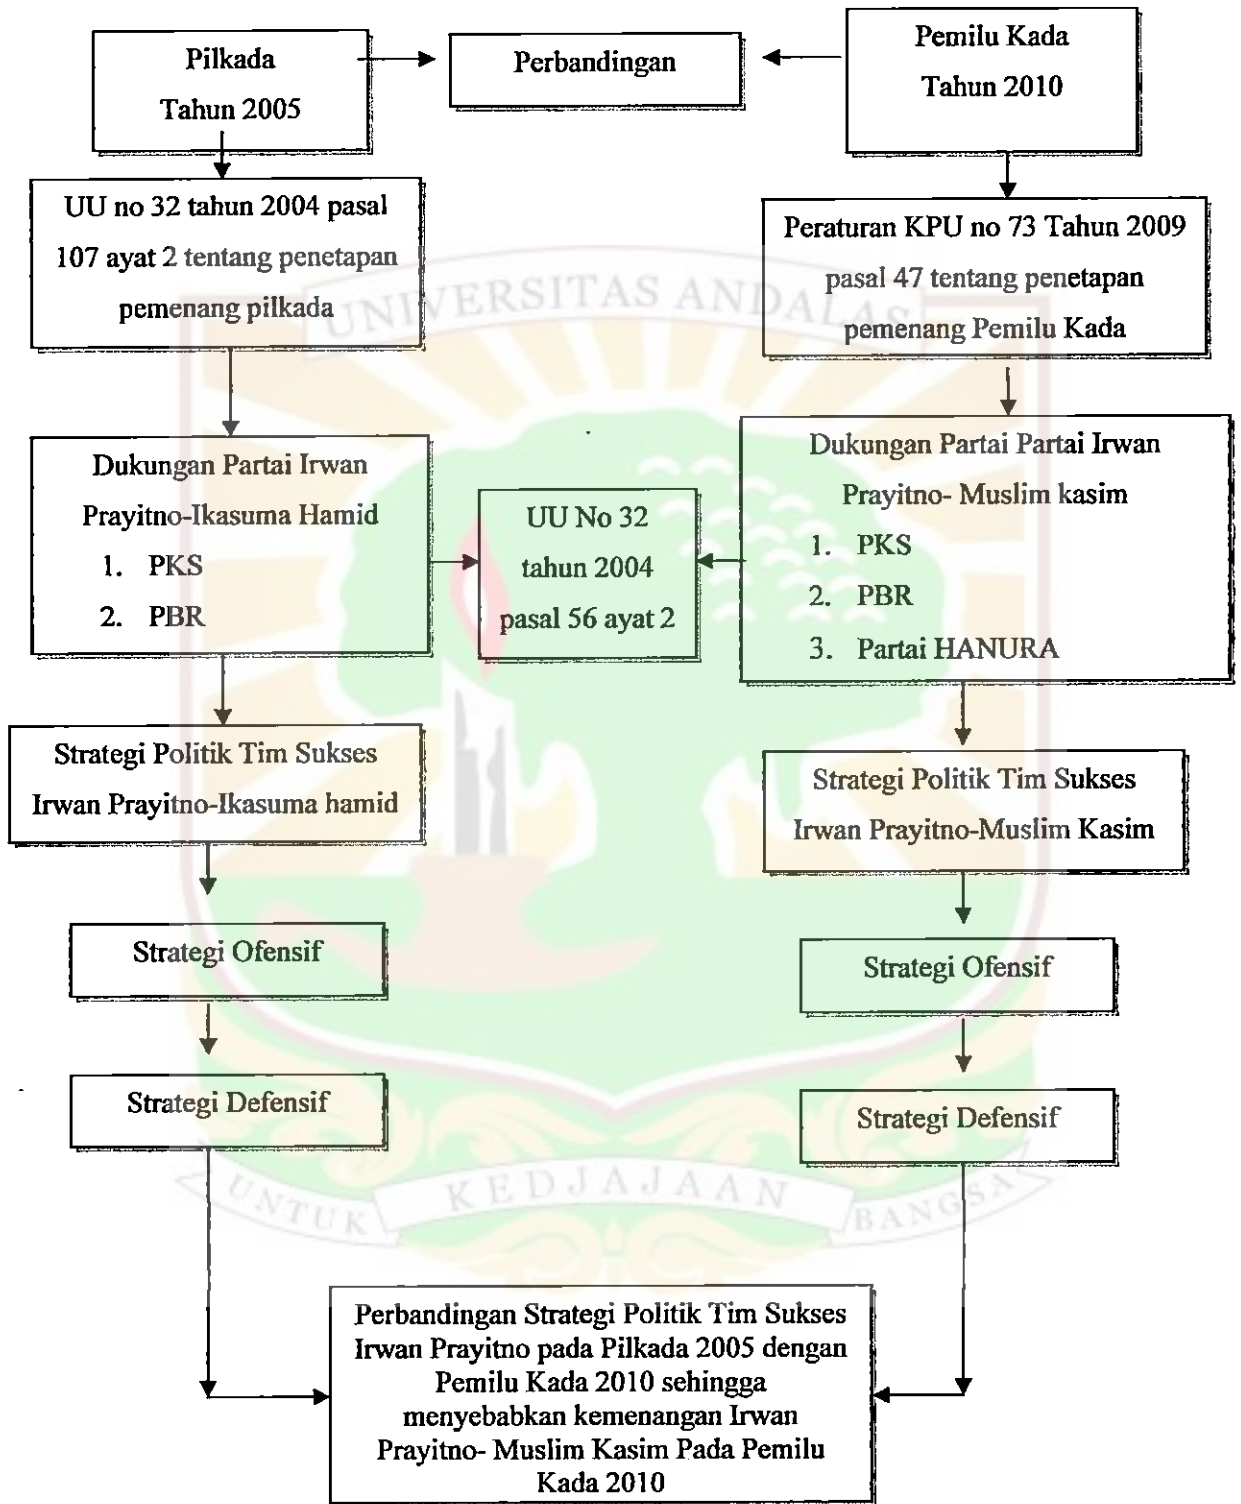 Pilkada
Tahun 2005
Perbandingan
Pemilu Kada
Tahun 2010
UU no 32 tahun 2004 pasal
107 ayat 2 tentang penetapan
pemenang pilkada
Peraturan KPU no 73 Tahun 2009
pasal 47 tentang penetapan
pemenang Pemilu Kada
UNIVERSITAS ANDALAS
Dukungan Partai Irwan
Prayitno-Ikasuma Hamid
1. PKS
2. PBR
UU No 32
tahun 2004
pasal 56 ayat 2
Dukungan Partai Partai Irwan
Prayitno- Muslim kasim
1. PKS
2. PBR
3. Partai HANURA
Strategi Politik Tim Sukses
Irwan Prayitno-Ikasuma hamid
Strategi Politik Tim Sukses
Irwan Prayitno-Muslim Kasim
Strategi Ofensif
Strategi Ofensif
Strategi Defensif
Strategi Defensif
UNTUK KEDJAJAAN BANGSA
Perbandingan Strategi Politik Tim Sukses
Irwan Prayitno pada Pilkada 2005 dengan
Pemilu Kada 2010 sehingga
menyebabkan kemenangan Irwan
Prayitno- Muslim Kasim Pada Pemilu
Kada 2010